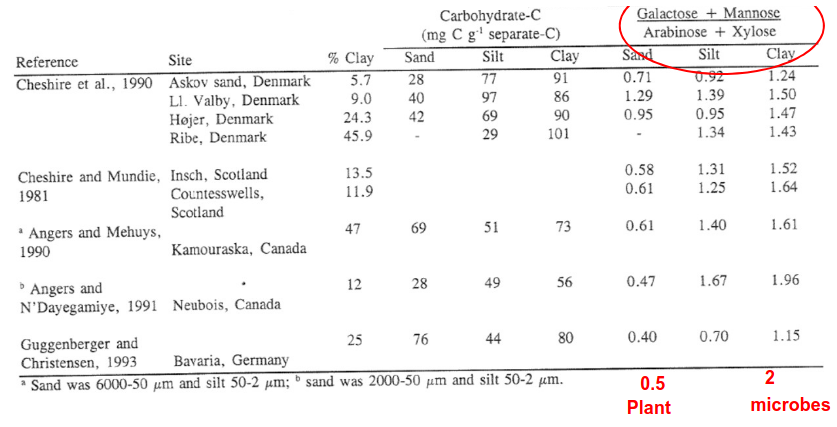 Carbohydrate-C Galactose + Mannose
(mg C g⁻¹ separate-C) Arabinose + Xylose
Reference Site % Clay Sand Silt Clay Sand Silt Clay
Cheshire et al., 1990 Askov sand, Denmark 5.7 28 77 91 0.71 0.92 1.24
Ll. Valby, Denmark 9.0 40 97 86 1.29 1.39 1.50
Højer, Denmark 24.3 42 69 90 0.95 0.95 1.47
Ribe, Denmark 45.9 - 29 101 - 1.34 1.43
Cheshire and Mundie, Insch, Scotland 13.5 0.58 1.31 1.52
1981 Countesswells, 11.9 0.61 1.25 1.64
Scotland
ᵃ Angers and Mehuys, 47 69 51 73 0.61 1.40 1.61
1990 Kamouraska, Canada
ᵇ Angers and 12 28 49 56 0.47 1.67 1.96
N'Dayegamiye, 1991 Neubois, Canada
Guggenberger and 25 76 44 80 0.40 0.70 1.15
Christensen, 1993 Bavaria, Germany
ᵃ Sand was 6000-50 μm and silt 50-2 μm; ᵇ sand was 2000-50 μm and silt 50-2 μm.
0.5 2
Plant microbes